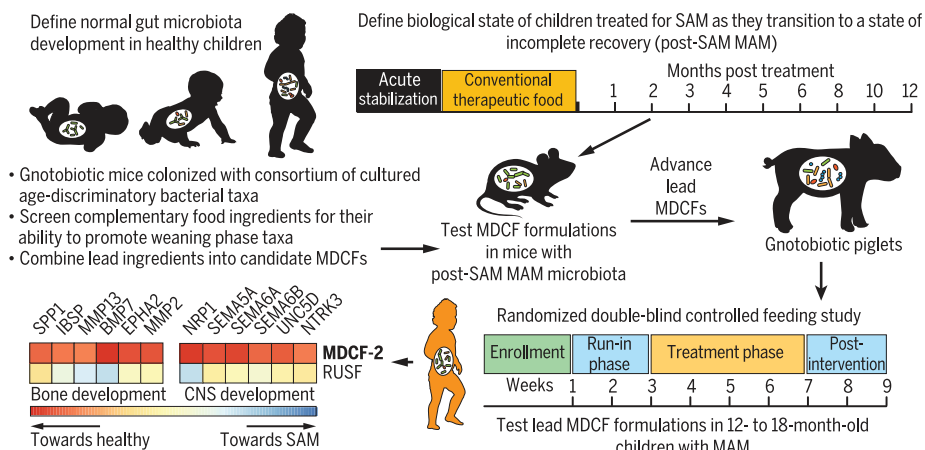 Define normal gut microbiota
development in healthy children
Define biological state of children treated for SAM as they transition to a state of
incomplete recovery (post-SAM MAM)
Months post treatment
Acute
stabilization
Conventional
therapeutic food
1 2 3 4 5 6 7 8 10 12
• Gnotobiotic mice colonized with consortium of cultured
age-discriminatory bacterial taxa
• Screen complementary food ingredients for their
ability to promote weaning phase taxa
• Combine lead ingredients into candidate MDCFs
Test MDCF formulations
in mice with
post-SAM MAM microbiota
Advance
lead
MDCFs
Gnotobiotic piglets
Randomized double-blind controlled feeding study
Enrollment
Run-in
phase
Treatment phase
Post-
intervention
Weeks 1 2 3 4 5 6 7 8 9
Test lead MDCF formulations in 12- to 18-month-old
children with MAM
SPP1 IBSP MMP13 BMP7 EPHA2 MMP2 NRP1 SEMA5A SEMA6A SEMA6B UNC5D NTRK3
MDCF-2
RUSF
Bone development CNS development
Towards healthy Towards SAM